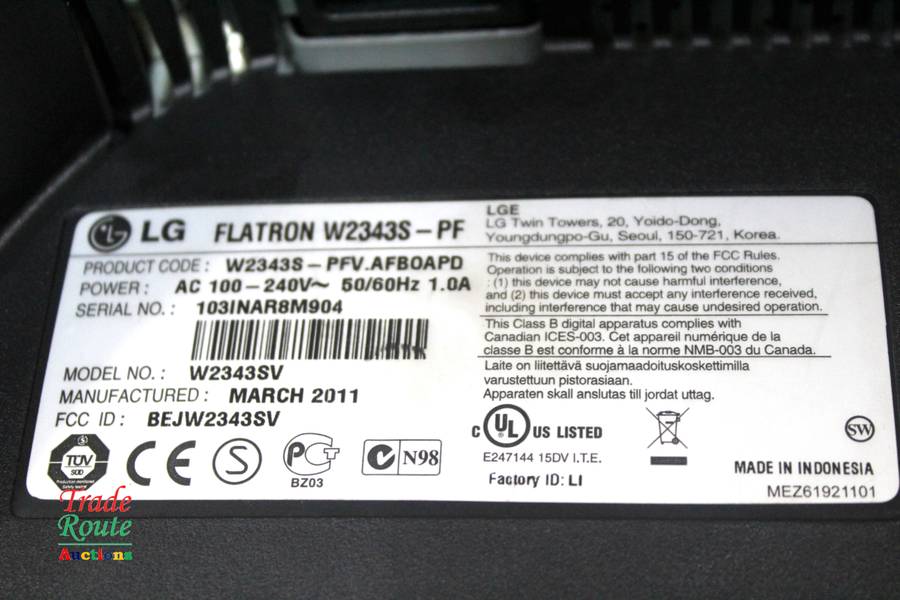 LG FLATRON W2343S-PF
PRODUCT CODE : W2343S-PFV.AFB0APD
POWER : AC 100-240V~ 50/60Hz 1.0A
SERIAL NO. : 103INAR8M904
MODEL NO. : W2343SV
MANUFACTURED : MARCH 2011
FCC ID : BEJW2343SV
TÜV
SÜD
Production monitored
Safety tested
CE
S
PCT
BZ03
N98
LGE
LG Twin Towers, 20, Yoido-Dong,
Youngdungpo-Gu, Seoul, 150-721, Korea.
This device complies with part 15 of the FCC Rules.
Operation is subject to the following two conditions
: (1) this device may not cause harmful interference,
and (2) this device must accept any interference received,
including interference that may cause undesired operation.
This Class B digital apparatus complies with
Canadian ICES-003. Cet appareil numérique de la
classe B est conforme à la norme NMB-003 du Canada.
Laite on liitettävä suojamaadoituskoskettimilla
varustettuun pistorasiaan.
Apparaten skall anslutas till jordat uttag.
C UL US LISTED
E247144 15DV I.T.E.
Factory ID: LI
SW
MADE IN INDONESIA
MEZ61921101
Trade
Route
Auctions